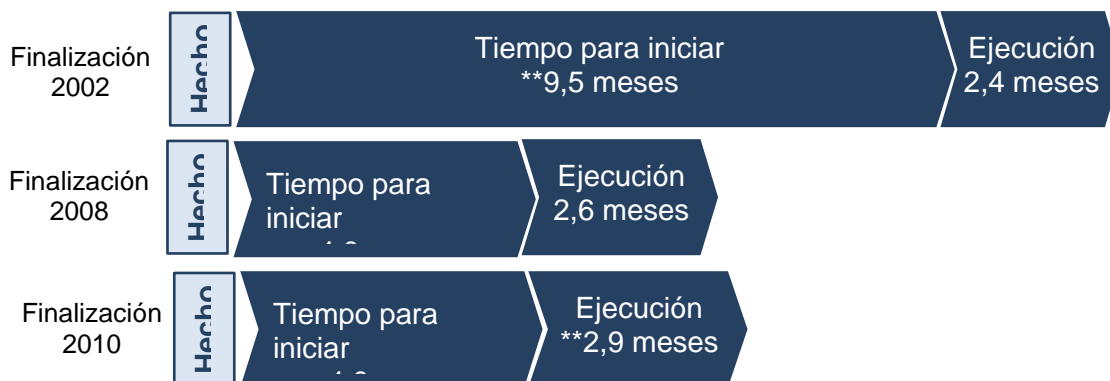 Finalización
2002
Hecho
Tiempo para iniciar
**9,5 meses
Ejecución
2,4 meses
Finalización
2008
Hecho
Tiempo para
iniciar
Ejecución
2,6 meses
Finalización
2010
Hecho
Tiempo para
iniciar
Ejecución
**2,9 meses